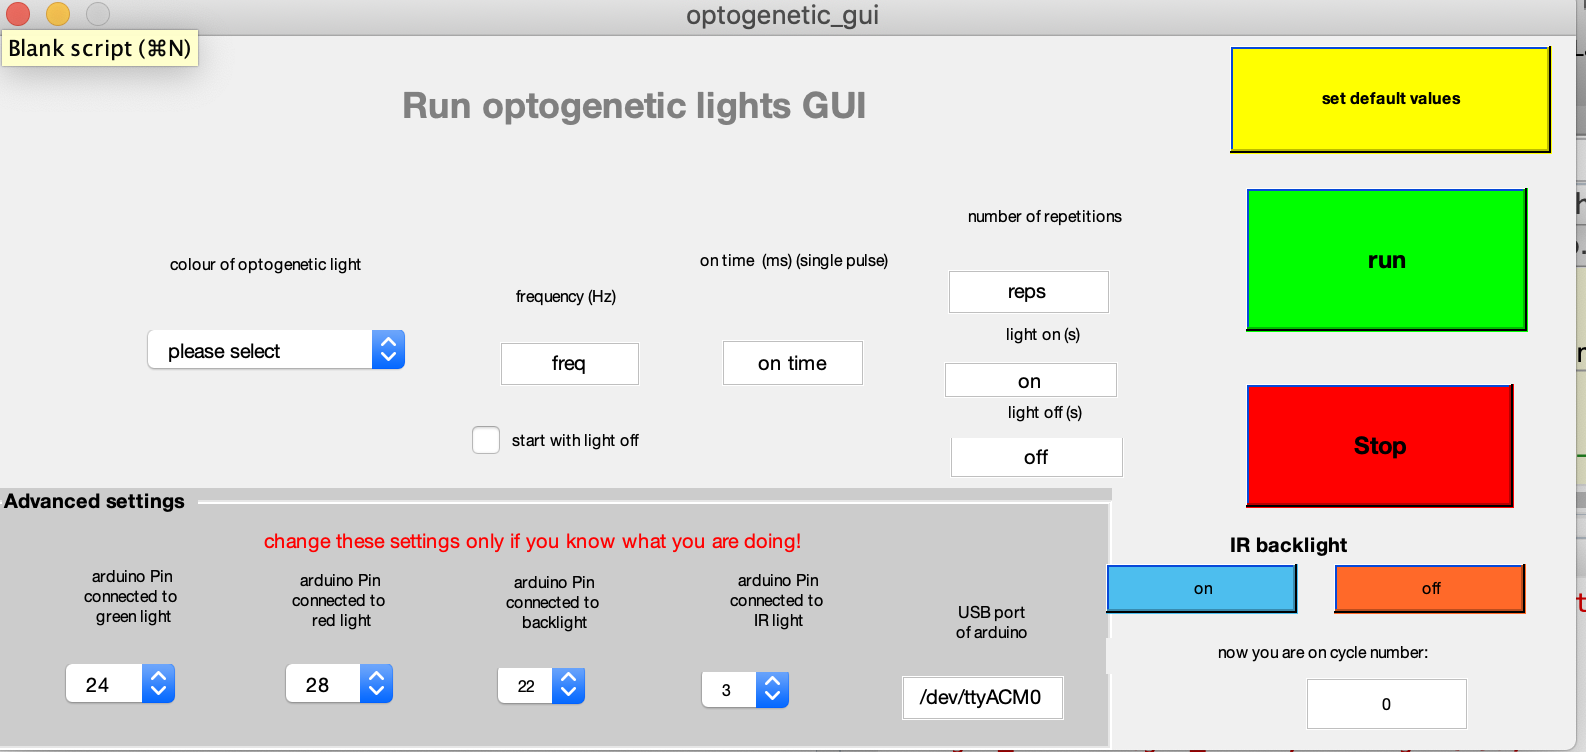 optogenetic_gui
Blank script (⌘N)
Run optogenetic lights GUI
set default values
number of repetitions
colour of optogenetic light
on time (ms) (single pulse)
run
frequency (Hz)
reps
light on (s)
please select
freq
on time
on
light off (s)
start with light off
off
Stop
Advanced settings
change these settings only if you know what you are doing!
IR backlight
arduino Pin
connected to
green light
arduino Pin
connected to
red light
arduino Pin
connected to
backlight
arduino Pin
connected to
IR light
USB port
of arduino
on
off
now you are on cycle number:
24
28
22
3
/dev/ttyACM0
0